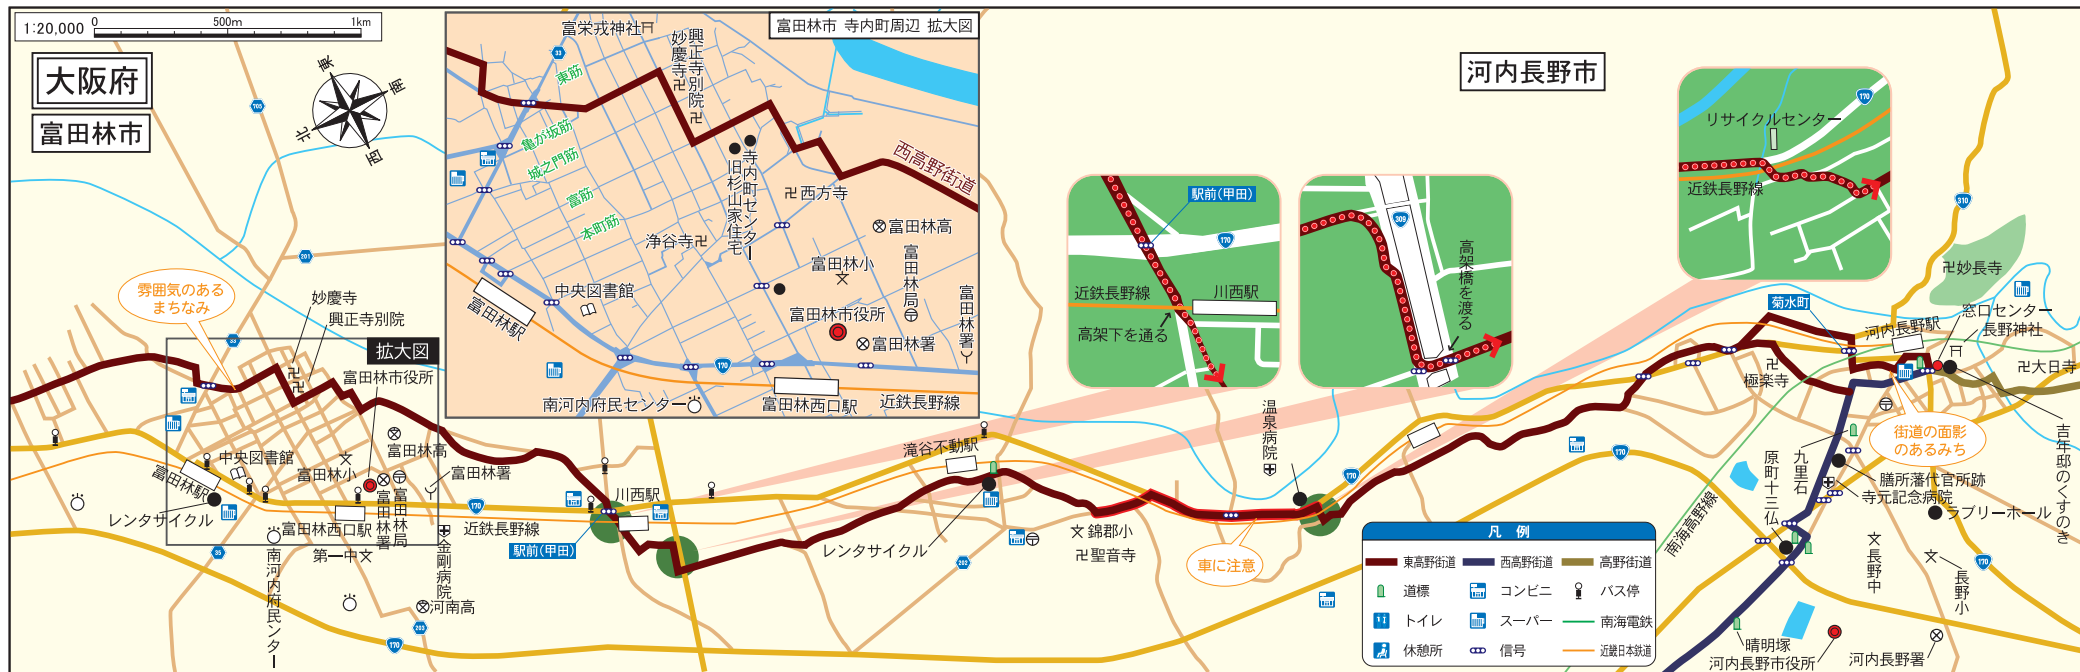 1:20,000
0
500m
1km
大阪府
富田林市
東
南
北
西
703
201
33
雰囲気のある
まちなみ
妙慶寺
興正寺別院
拡大図
富田林市役所
中央図書館
富田林小
富田林高
富田林署
富田林駅
レンタサイクル
富田林西口駅
富田林署
富田林局
近鉄長野線
170
35
第一中
金剛病院
河南高
南河内府民センター
203
170
富田林市 寺内町周辺 拡大図
富栄戎神社
33
東筋
妙慶寺
興正寺別院
亀が坂筋
城之門筋
富筋
本町筋
旧杉山家住宅
寺内町センター
西方寺
西高野街道
浄谷寺
富田林高
富田林小
富田林局
富田林署
中央図書館
富田林市役所
富田林署
富田林駅
170
南河内府民センター
富田林西口駅
近鉄長野線
川西駅
駅前(甲田)
滝谷不動駅
レンタサイクル
202
錦郡小
聖音寺
車に注意
温泉病院
170
駅前(甲田)
170
近鉄長野線
川西駅
高架下を通る
309
高架橋を渡る
河内長野市
170
リサイクルセンター
近鉄長野線
310
妙長寺
菊水町
窓口センター
長野神社
河内長野駅
極楽寺
大日寺
170
街道の面影
のあるみち
吉年邸のくすのき
九里石
原町十三仏
膳所藩代官所跡
寺元記念病院
ラブリーホール
南海高野線
長野中
長野小
170
晴明塚
河内長野市役所
河内長野署
凡 例
東高野街道
西高野街道
高野街道
道標
コンビニ
バス停
トイレ
スーパー
南海電鉄
休憩所
信号
近畿日本鉄道